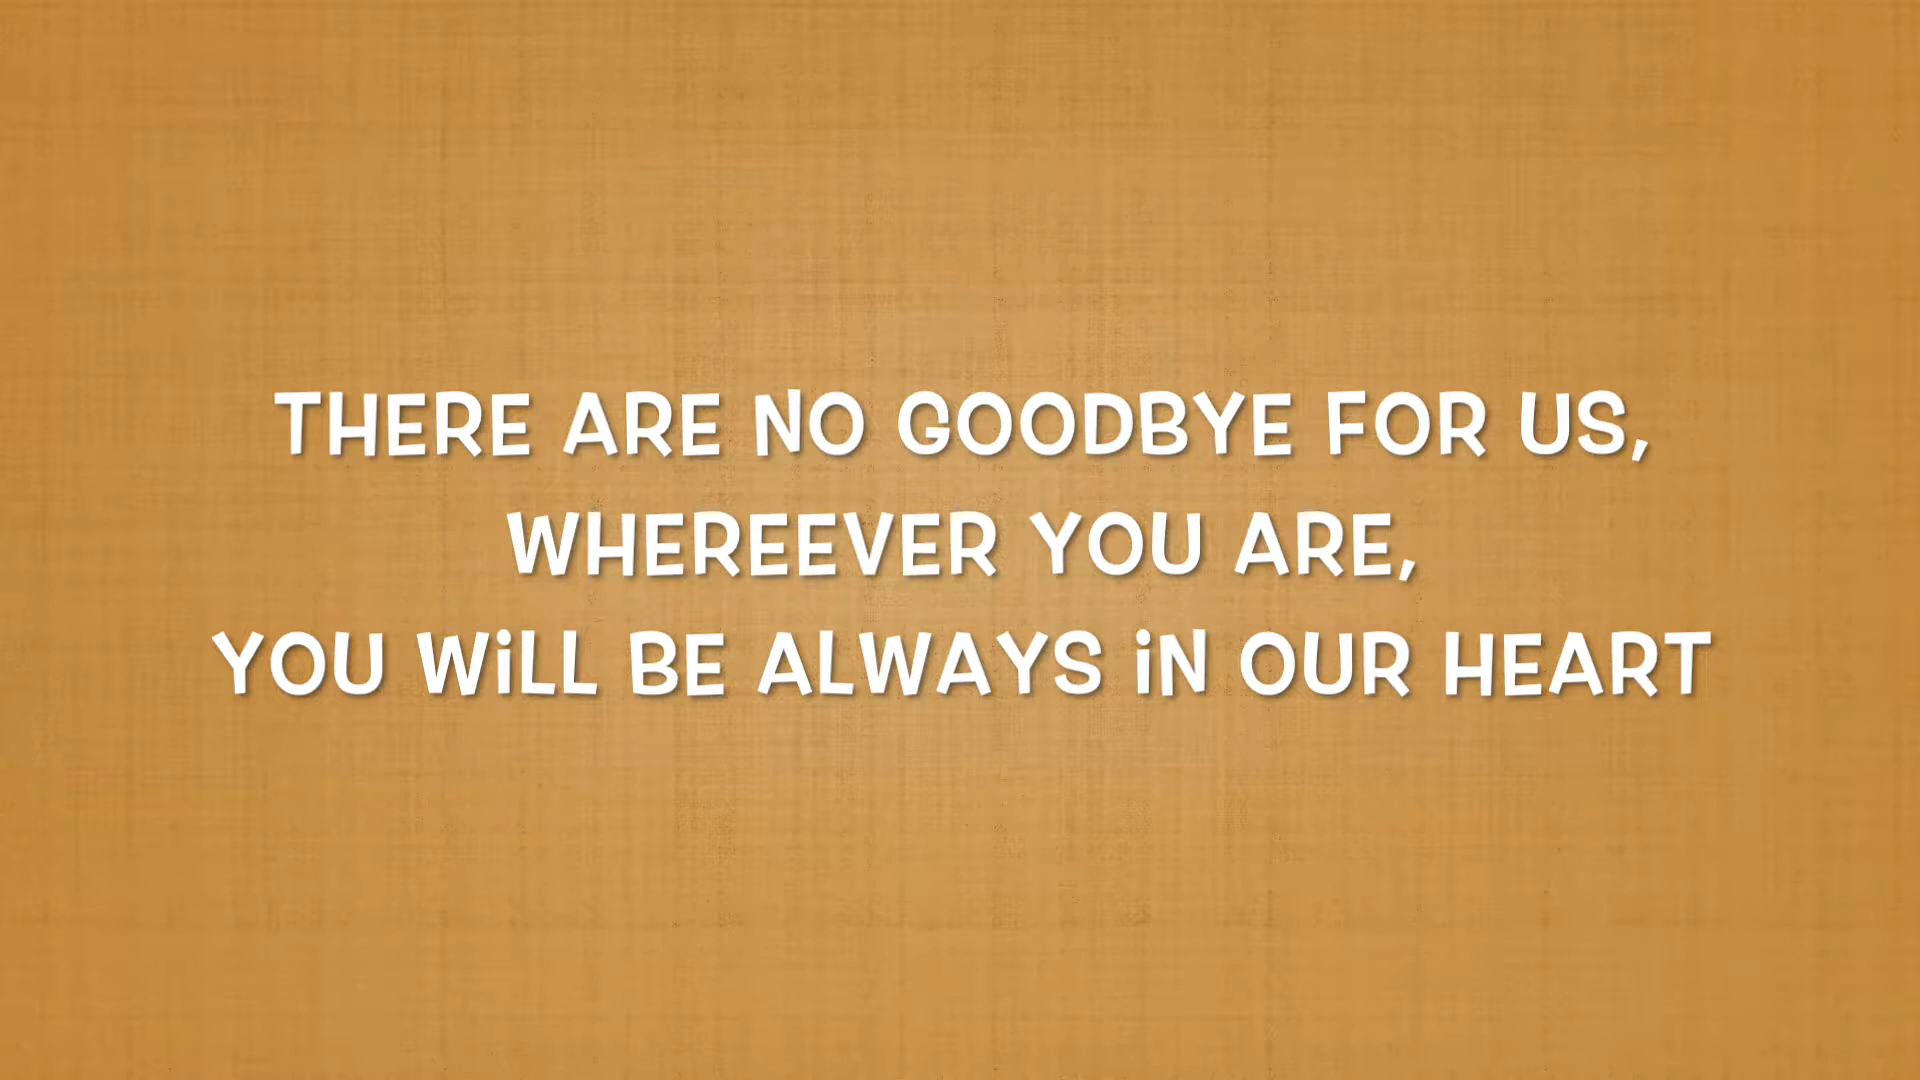 THERE ARE NO GOODBYE FOR US,
WHEREEVER YOU ARE,
YOU WiLL BE ALWAYS iN OUR HEART